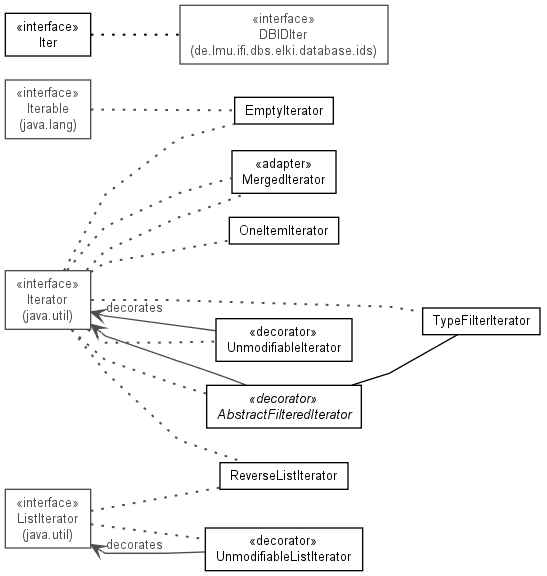 «interface»
Iter
«interface»
DBIDIter
(de.lmu.ifi.dbs.elki.database.ids)
«interface»
Iterable
(java.lang)
EmptyIterator
«adapter»
MergedIterator
OneItemIterator
«interface»
Iterator
(java.util)
decorates
TypeFilterIterator
«decorator»
UnmodifiableIterator
«decorator»
AbstractFilteredIterator
ReverseListIterator
«interface»
ListIterator
(java.util)
decorates
«decorator»
UnmodifiableListIterator